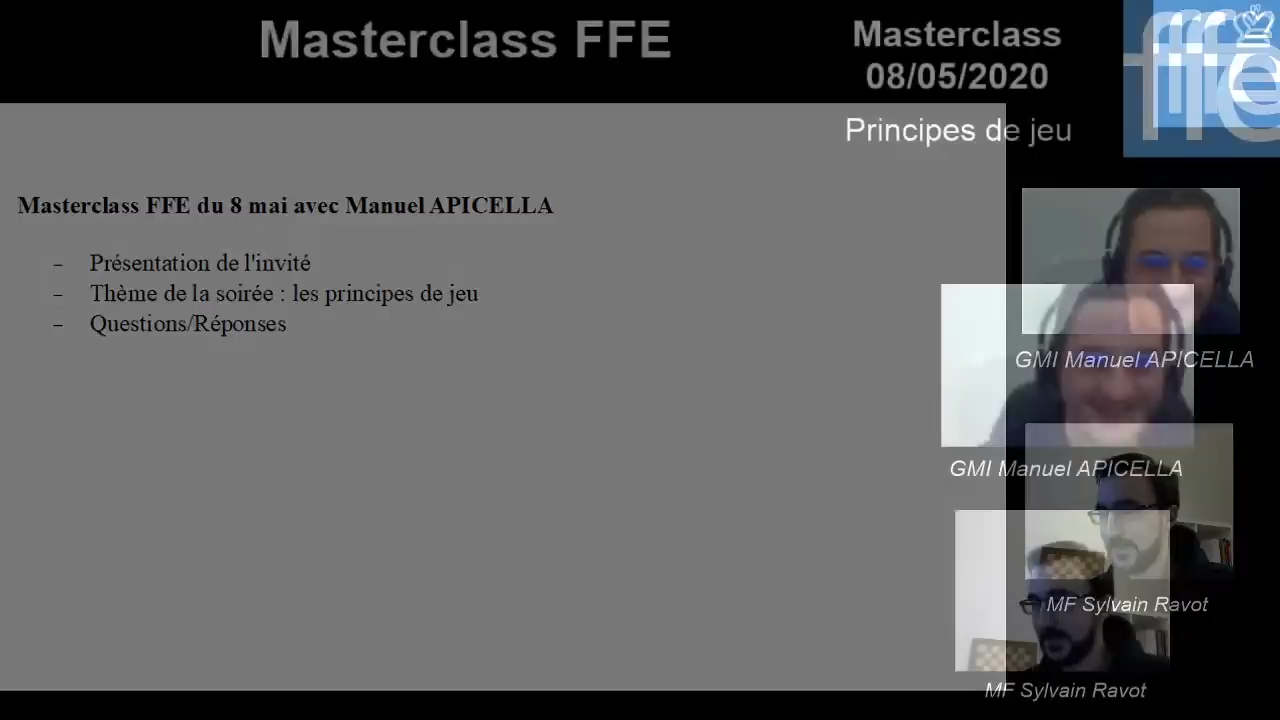 Masterclass FFE
Masterclass
08/05/2020
Principes de jeu
ffe
Masterclass FFE du 8 mai avec Manuel APICELLA
- Présentation de l'invité
- Thème de la soirée : les principes de jeu
- Questions/Réponses
GMI Manuel APICELLA
GMI Manuel APICELLA
MF Sylvain Ravot
MF Sylvain Ravot